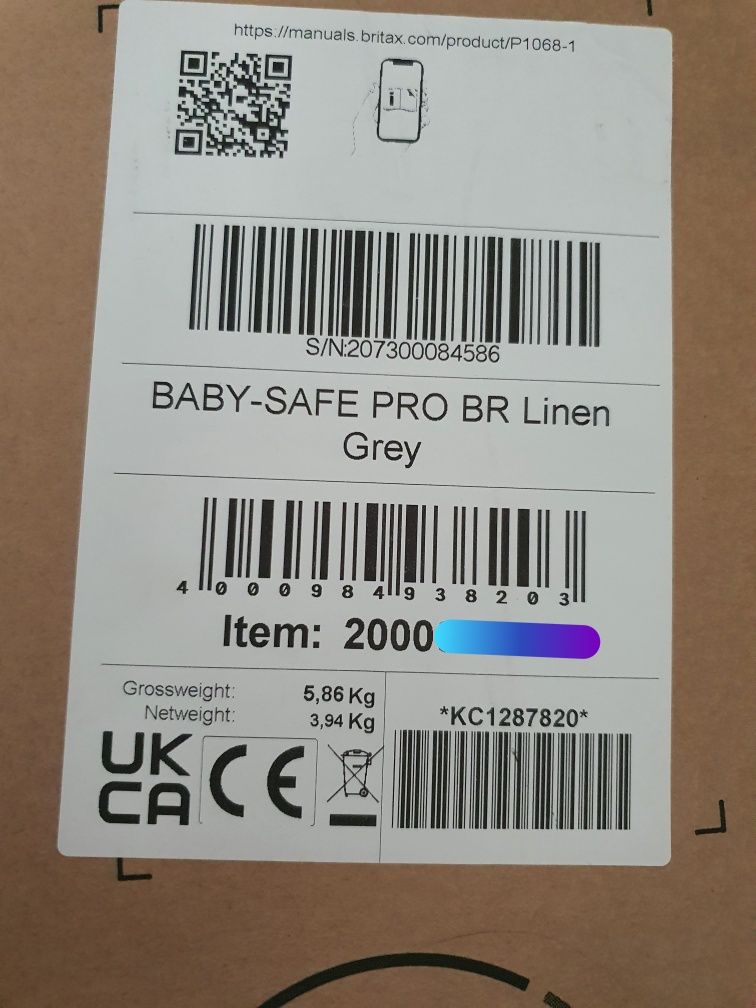 https://manuals.britax.com/product/P1068-1
S/N:207300084586
BABY-SAFE PRO BR Linen
Grey
4 000984 938203
Item: 2000
Grossweight: 5,86 Kg
Netweight: 3,94 Kg
*KC1287820*
UK
CA
CE